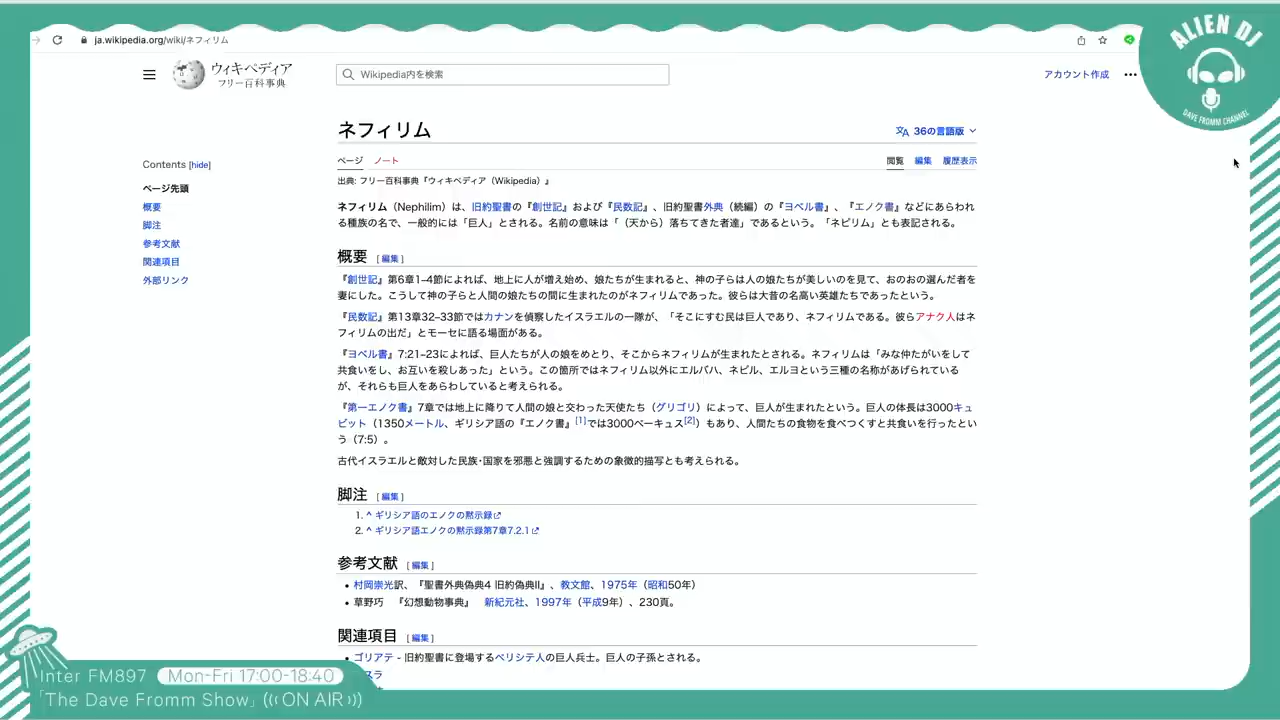 ja.wikipedia.org/wiki/ネフィリム
ALIEN DJ
DAVE FROMM CHANNEL
ウィキペディア
フリー百科事典
Wikipedia内を検索
アカウント作成
ネフィリム
36の言語版
Contents [hide]
ページ先頭
概要
脚注
参考文献
関連項目
外部リンク
ページ ノート
閲覧 編集 履歴表示
出典: フリー百科事典『ウィキペディア（Wikipedia）』
ネフィリム（Nephilim）は、旧約聖書の『創世記』および『民数記』、旧約聖書外典（続編）の『ヨベル書』、『エノク書』などにあらわれ
る種族の名で、一般的には「巨人」とされる。名前の意味は「（天から）落ちてきた者達」であるという。「ネピリム」とも表記される。
概要 [編集]
『創世記』第6章1–4節によれば、地上に人が増え始め、娘たちが生まれると、神の子らは人の娘たちが美しいのを見て、おのおの選んだ者を
妻にした。こうして神の子らと人間の娘たちの間に生まれたのがネフィリムであった。彼らは大昔の名高い英雄たちであったという。
『民数記』第13章32–33節ではカナンを偵察したイスラエルの一隊が、「そこにすむ民は巨人であり、ネフィリムである。彼らアナク人はネ
フィリムの出だ」とモーセに語る場面がある。
『ヨベル書』7:21–23によれば、巨人たちが人の娘をめとり、そこからネフィリムが生まれたとされる。ネフィリムは「みな仲たがいをして
共食いをし、お互いを殺しあった」という。この箇所ではネフィリム以外にエルバハ、ネピル、エルヨという三種の名称があげられている
が、それらも巨人をあらわしていると考えられる。
『第一エノク書』7章では地上に降りて人間の娘と交わった天使たち（グリゴリ）によって、巨人が生まれたという。巨人の体長は3000キュ
ビット（1350メートル、ギリシア語の『エノク書』[1]では3000ペーキュス[2]）もあり、人間たちの食物を食べつくすと共食いを行ったとい
う（7:5）。
古代イスラエルと敵対した民族･国家を邪悪と強調するための象徴的描写とも考えられる。
脚注 [編集]
1. ^ ギリシア語のエノクの黙示録
2. ^ ギリシア語エノクの黙示録第7章7.2.1
参考文献 [編集]
• 村岡崇光訳、『聖書外典偽典4 旧約偽典II』、教文館、1975年（昭和50年）
• 草野巧 『幻想動物事典』 新紀元社、1997年（平成9年）、230頁。
関連項目 [編集]
• ゴリアテ - 旧約聖書に登場するペリシテ人の巨人兵士。巨人の子孫とされる。
スラ
Inter FM897 Mon-Fri 17:00-18:40
「The Dave Fromm Show」((( ON AIR )))